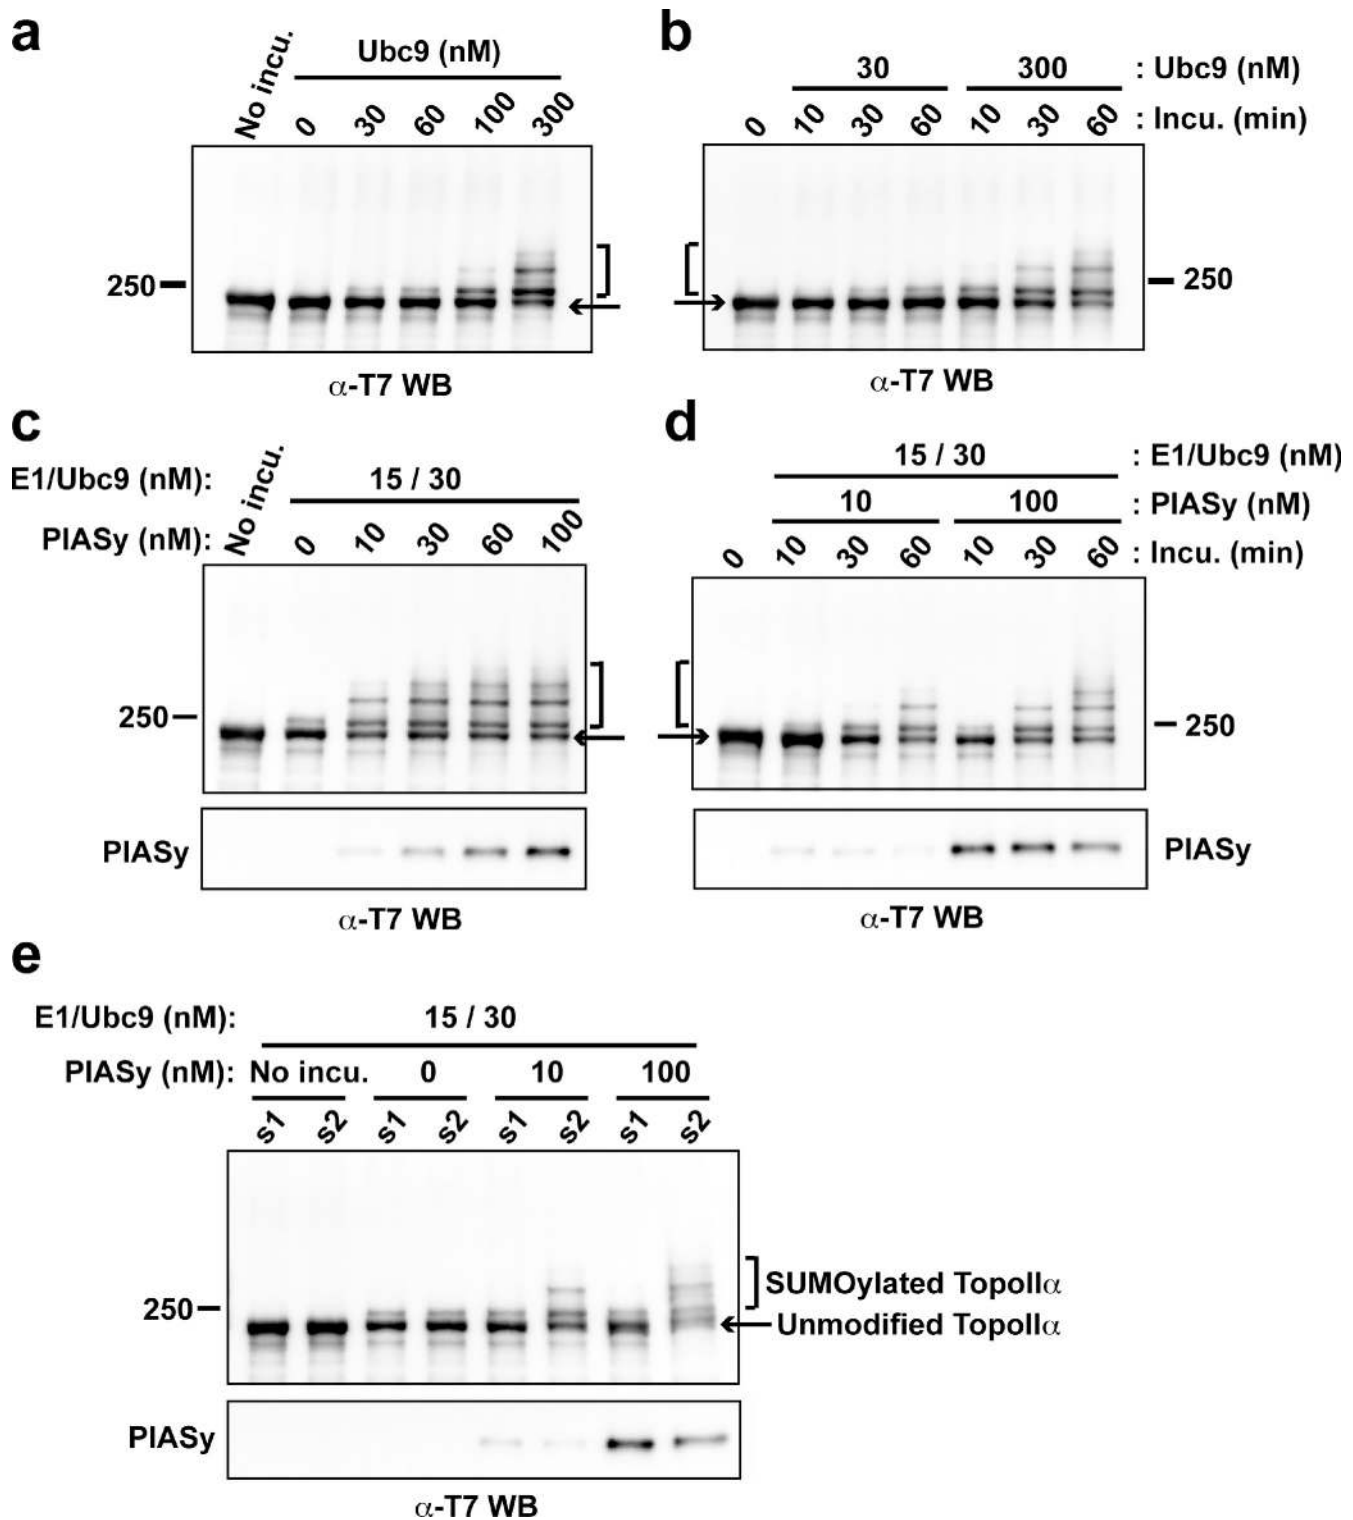 a
No incu.
Ubc9 (nM)
0 30 60 100 300
250
α-T7 WB
b
30 300 : Ubc9 (nM)
0 10 30 60 10 30 60 : Incu. (min)
250
α-T7 WB
c
E1/Ubc9 (nM): 15 / 30
PIASy (nM): No incu. 0 10 30 60 100
250
PIASy
α-T7 WB
d
15 / 30 : E1/Ubc9 (nM)
10 100 : PIASy (nM)
0 10 30 60 10 30 60 : Incu. (min)
250
PIASy
α-T7 WB
e
E1/Ubc9 (nM): 15 / 30
PIASy (nM): No incu. 0 10 100
s1 s2 s1 s2 s1 s2 s1 s2
250
SUMOylated TopoIIα
Unmodified TopoIIα
PIASy
α-T7 WB